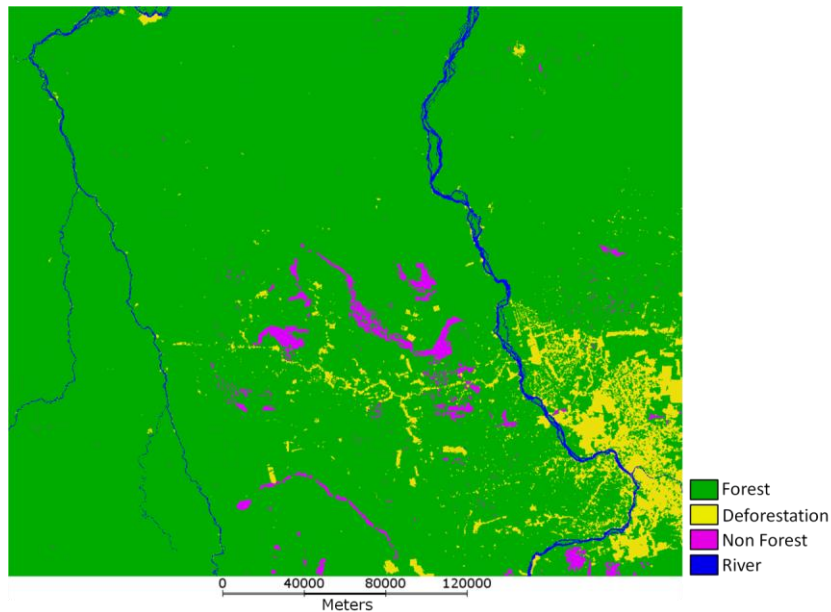 Forest
Deforestation
Non Forest
River
0 40000 80000 120000
Meters